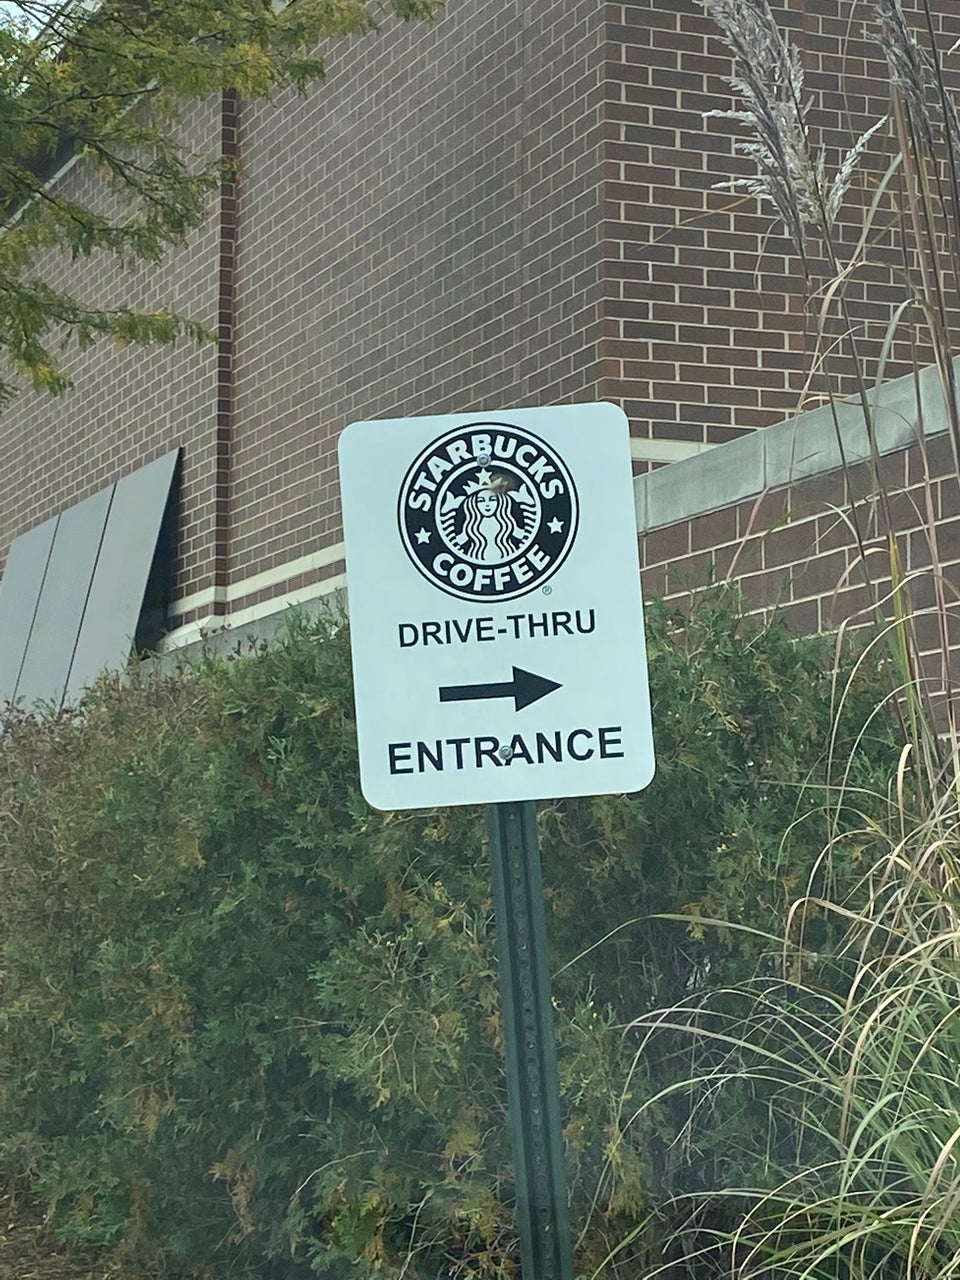 STARBUCKS
COFFEE
®
DRIVE-THRU
ENTRANCE